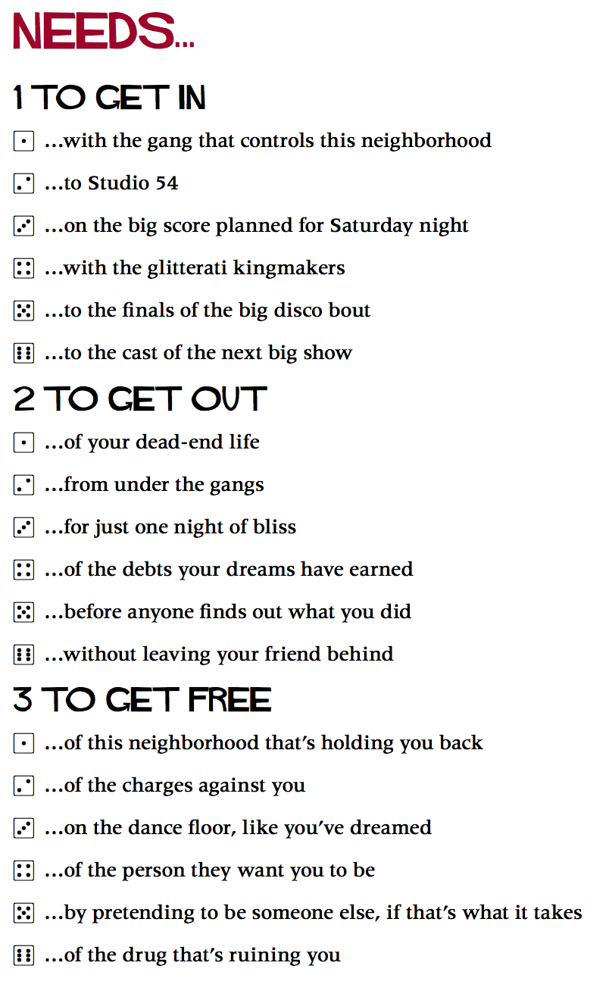 NEEDS...
1 TO GET IN
...with the gang that controls this neighborhood
...to Studio 54
...on the big score planned for Saturday night
...with the glitterati kingmakers
...to the finals of the big disco bout
...to the cast of the next big show
2 TO GET OUT
...of your dead-end life
...from under the gangs
...for just one night of bliss
...of the debts your dreams have earned
...before anyone finds out what you did
...without leaving your friend behind
3 TO GET FREE
...of this neighborhood that’s holding you back
...of the charges against you
...on the dance floor, like you’ve dreamed
...of the person they want you to be
...by pretending to be someone else, if that’s what it takes
...of the drug that’s ruining you